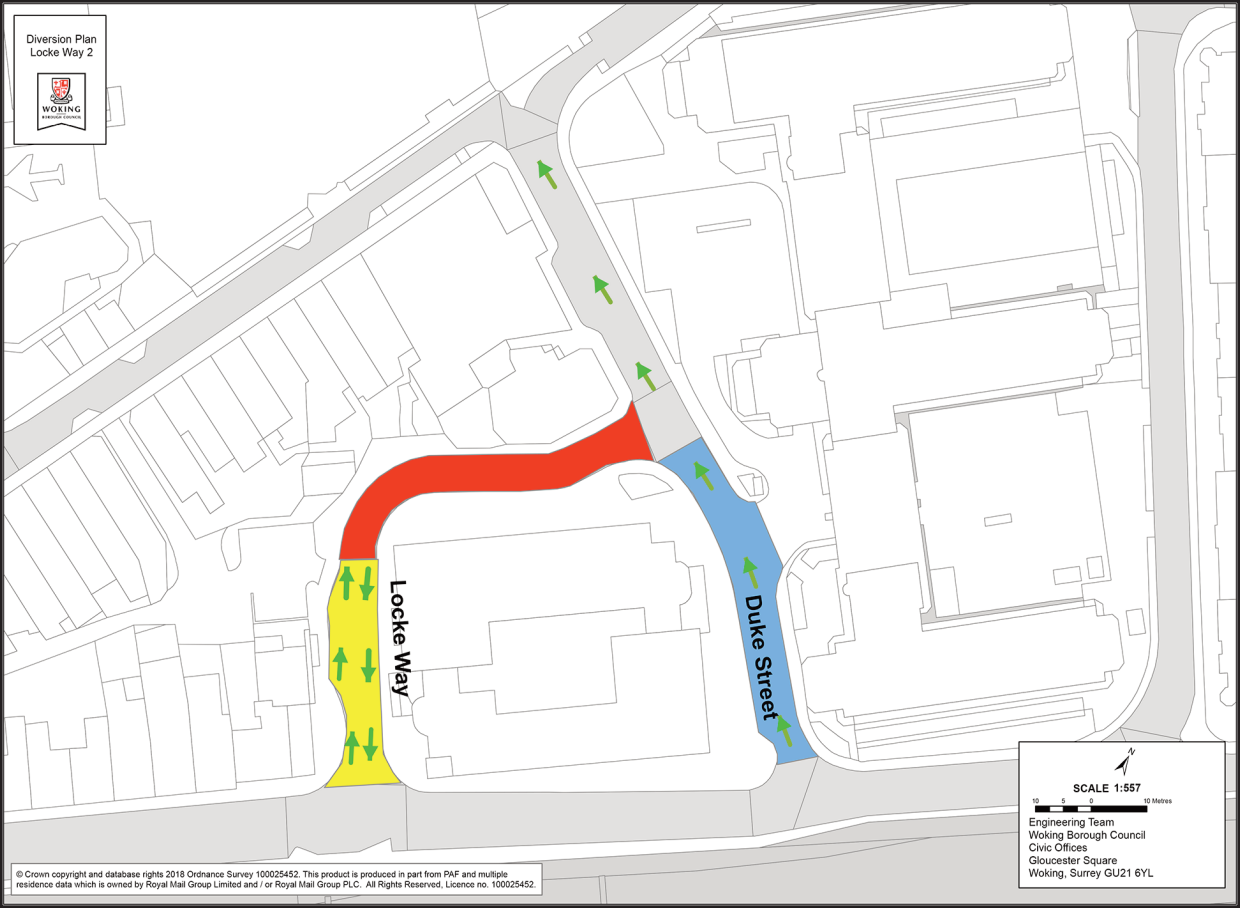 Diversion Plan
Locke Way 2
WOKING
BOROUGH COUNCIL
Locke Way
Duke Street
N
SCALE 1:557
10 5 0 10 Metres
Engineering Team
Woking Borough Council
Civic Offices
Gloucester Square
Woking, Surrey GU21 6YL
© Crown copyright and database rights 2018 Ordnance Survey 100025452. This product is produced in part from PAF and multiple
residence data which is owned by Royal Mail Group Limited and / or Royal Mail Group PLC. All Rights Reserved, Licence no. 100025452.